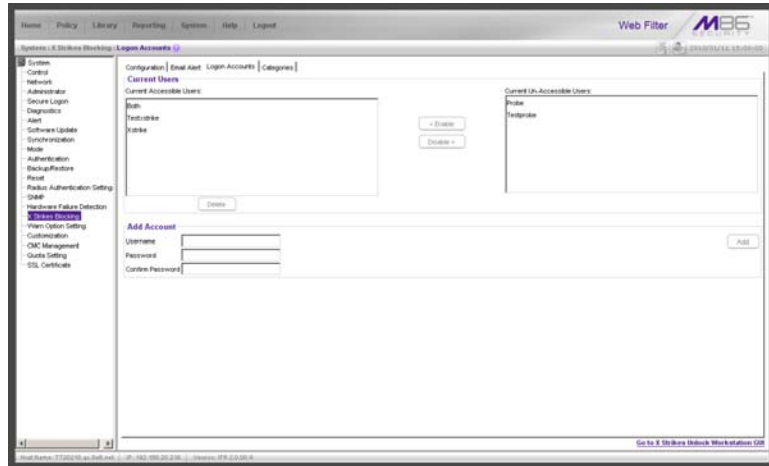 Home Policy Library Reporting System Help Logout
Web Filter
M86
SECURITY
System : X Strikes Blocking : Logon Accounts
System
Control
Network
Administrator
Secure Logon
Diagnostics
Alert
Software Update
Synchronization
Mode
Authentication
Backup/Restore
Reset
Radius Authentication Setting
SNMP
Hardware Failure Detection
X Strikes Blocking
Warn Option Setting
Customization
CMC Management
Quota Setting
SSL Certificate
Configuration Email Alert Logon Accounts Categories
Current Users
Current Accessible Users:
Both
Testxstrike
Xstrike
Delete
< Enable
Disable >
Current Un-Accessible Users:
Probe
Testprobe
Add Account
Username
Password
Confirm Password
Add
Go to X Strikes Unlock Workstation GUI